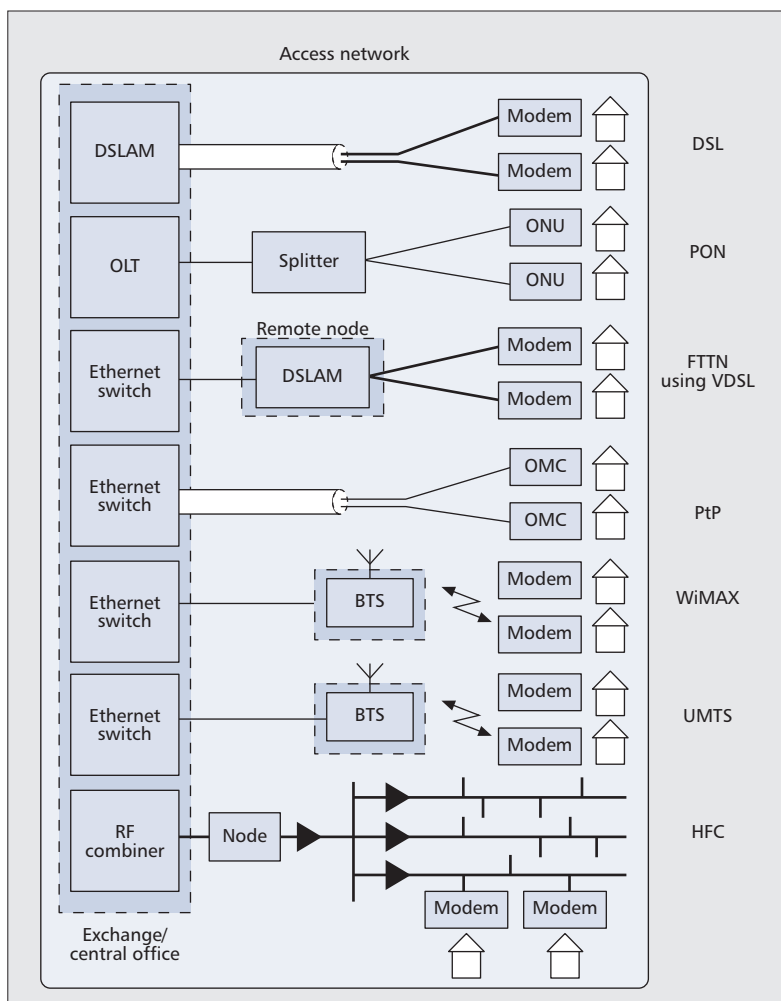 Access network
DSLAM
Modem
Modem
DSL
OLT
Splitter
ONU
ONU
PON
Ethernet
switch
Remote node
DSLAM
Modem
Modem
FTTN
using VDSL
Ethernet
switch
OMC
OMC
PtP
Ethernet
switch
BTS
Modem
Modem
WiMAX
Ethernet
switch
BTS
Modem
Modem
UMTS
RF
combiner
Node
HFC
Modem
Modem
Exchange/
central office